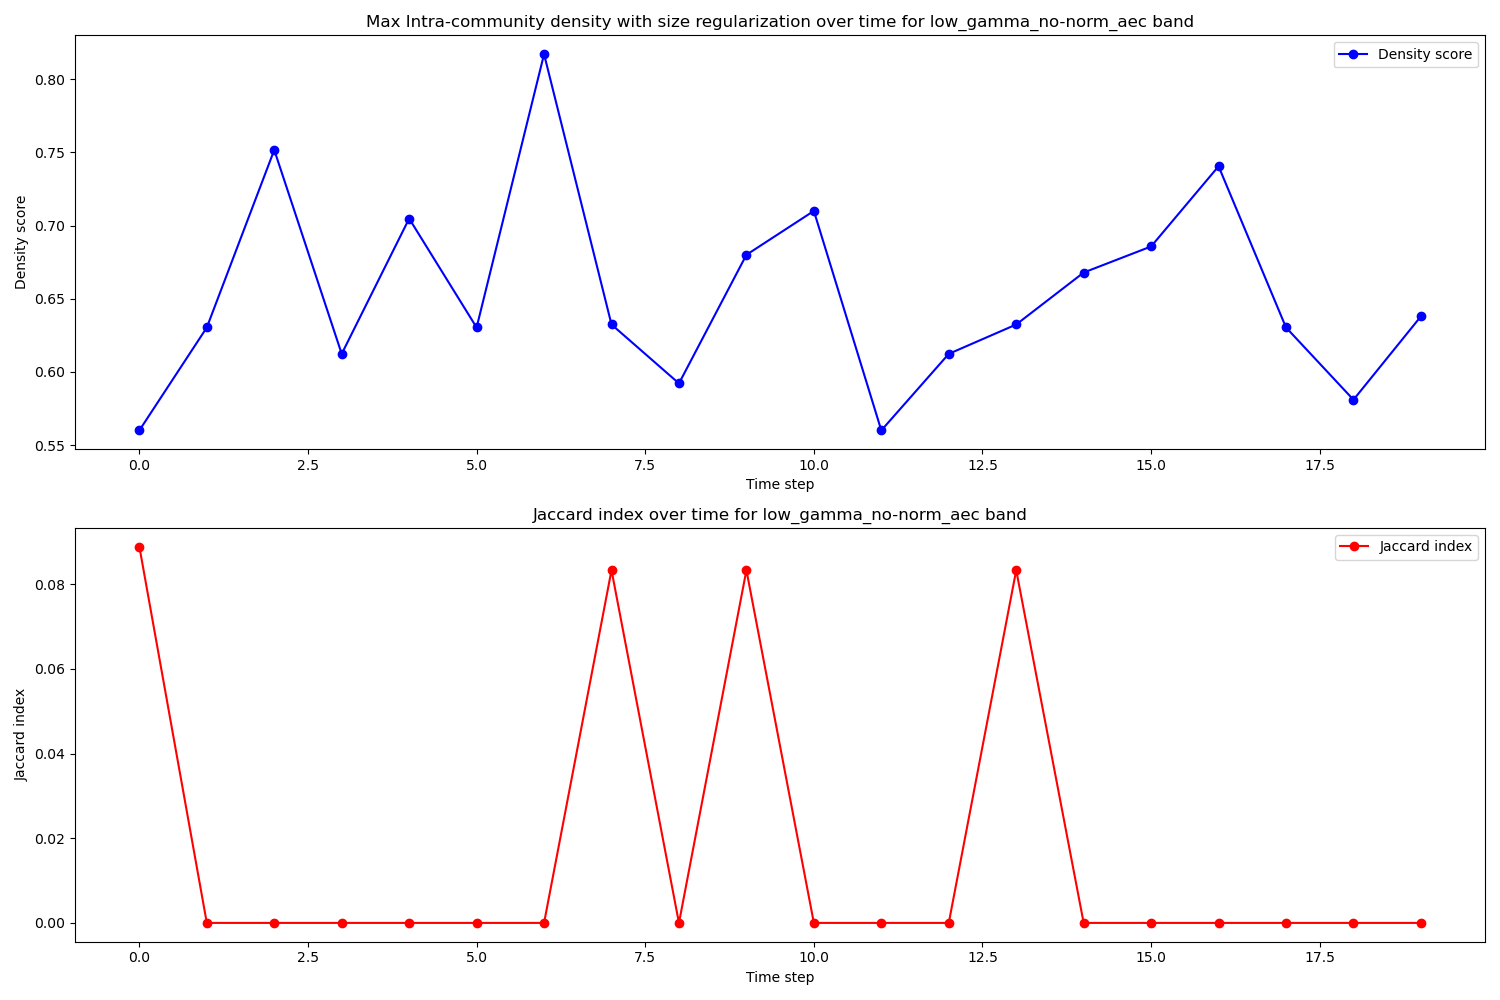 Max Intra-community density with size regularization over time for low_gamma_no-norm_aec band
Density score
0.80
0.75
0.70
0.65
0.60
0.55
Density score
0.0 2.5 5.0 7.5 10.0 12.5 15.0 17.5
Time step
Jaccard index over time for low_gamma_no-norm_aec band
Jaccard index
0.08
0.06
0.04
0.02
0.00
Jaccard index
0.0 2.5 5.0 7.5 10.0 12.5 15.0 17.5
Time step